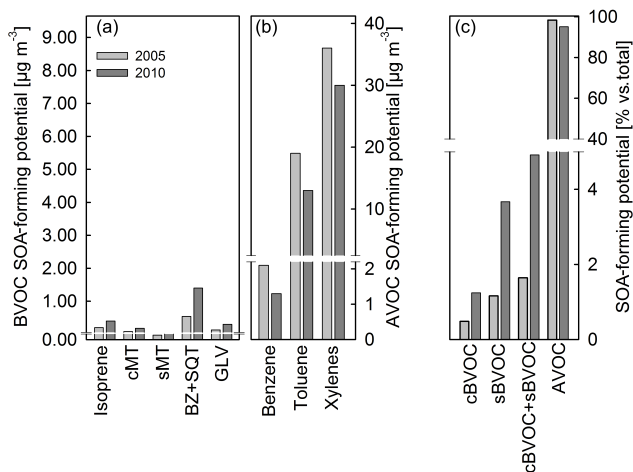 (a)
(b)
(c)
2005
2010
BVOC SOA-forming potential [µg m-3]
9.00
8.00
7.00
6.00
5.00
4.00
3.00
2.00
1.00
0.00
Isoprene
cMT
sMT
BZ+SQT
GLV
AVOC SOA-forming potential [µg m-3]
40
30
20
10
2
1
0
Benzene
Toluene
Xylenes
SOA-forming potential [% vs.total]
100
80
60
40
4
2
0
cBVOC
sBVOC
cBVOC+sBVOC
AVOC